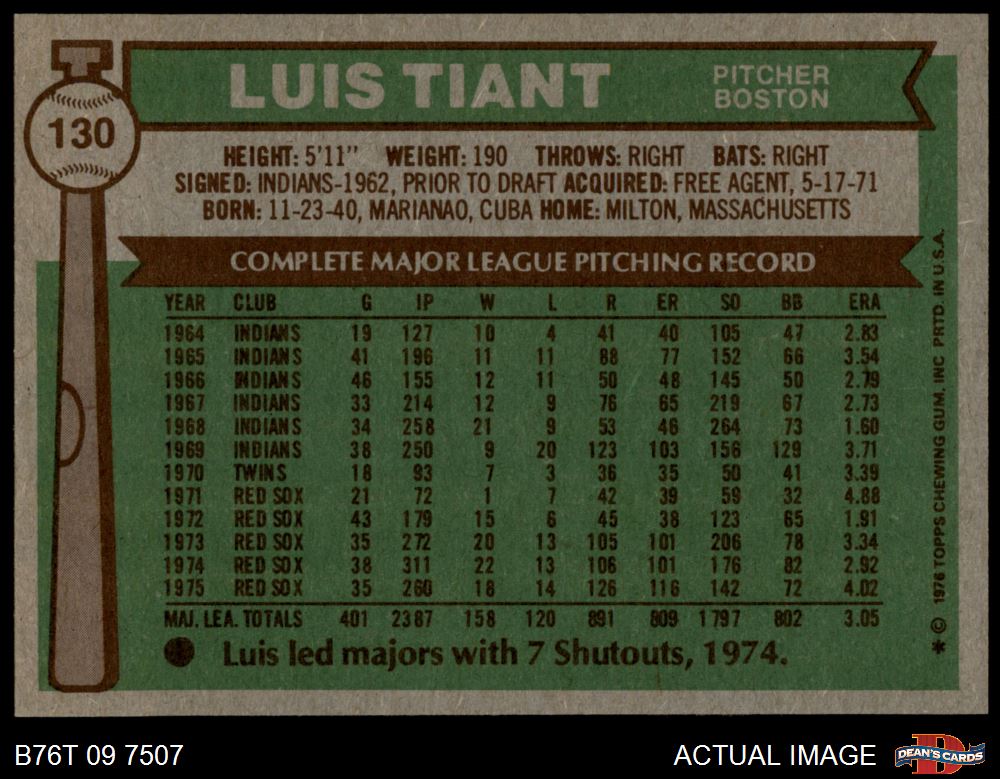 130
LUIS TIANT
PITCHER
BOSTON
HEIGHT: 5'11" WEIGHT: 190 THROWS: RIGHT BATS: RIGHT
SIGNED: INDIANS-1962, PRIOR TO DRAFT ACQUIRED: FREE AGENT, 5-17-71
BORN: 11-23-40, MARIANAO, CUBA HOME: MILTON, MASSACHUSETTS
COMPLETE MAJOR LEAGUE PITCHING RECORD
YEAR CLUB G IP W L R ER SO BB ERA
1964 INDIANS 19 127 10 4 41 40 105 47 2.83
1965 INDIANS 41 196 11 11 88 77 152 66 3.54
1966 INDIANS 46 155 12 11 50 48 145 50 2.79
1967 INDIANS 33 214 12 9 76 65 219 67 2.73
1968 INDIANS 34 258 21 9 53 46 264 73 1.60
1969 INDIANS 38 250 9 20 123 103 156 129 3.71
1970 TWINS 18 93 7 3 36 35 50 41 3.39
1971 RED SOX 21 72 1 7 42 39 59 32 4.88
1972 RED SOX 43 179 15 6 45 38 123 65 1.91
1973 RED SOX 35 272 20 13 105 101 206 78 3.34
1974 RED SOX 38 311 22 13 106 101 176 82 2.92
1975 RED SOX 35 260 18 14 126 116 142 72 4.02
MAJ. LEA. TOTALS 401 2387 158 120 891 809 1797 802 3.05
Luis led majors with 7 Shutouts, 1974.
* © 1976 TOPPS CHEWING GUM, INC PRTD. IN U.S.A.
B76T 09 7507
ACTUAL IMAGE
D
DEAN'S CARDS